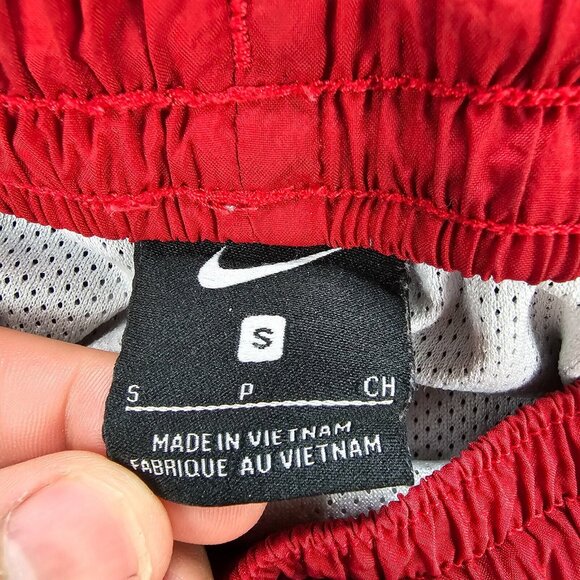 S
S P CH
MADE IN VIETNAM
FABRIQUE AU VIETNAM